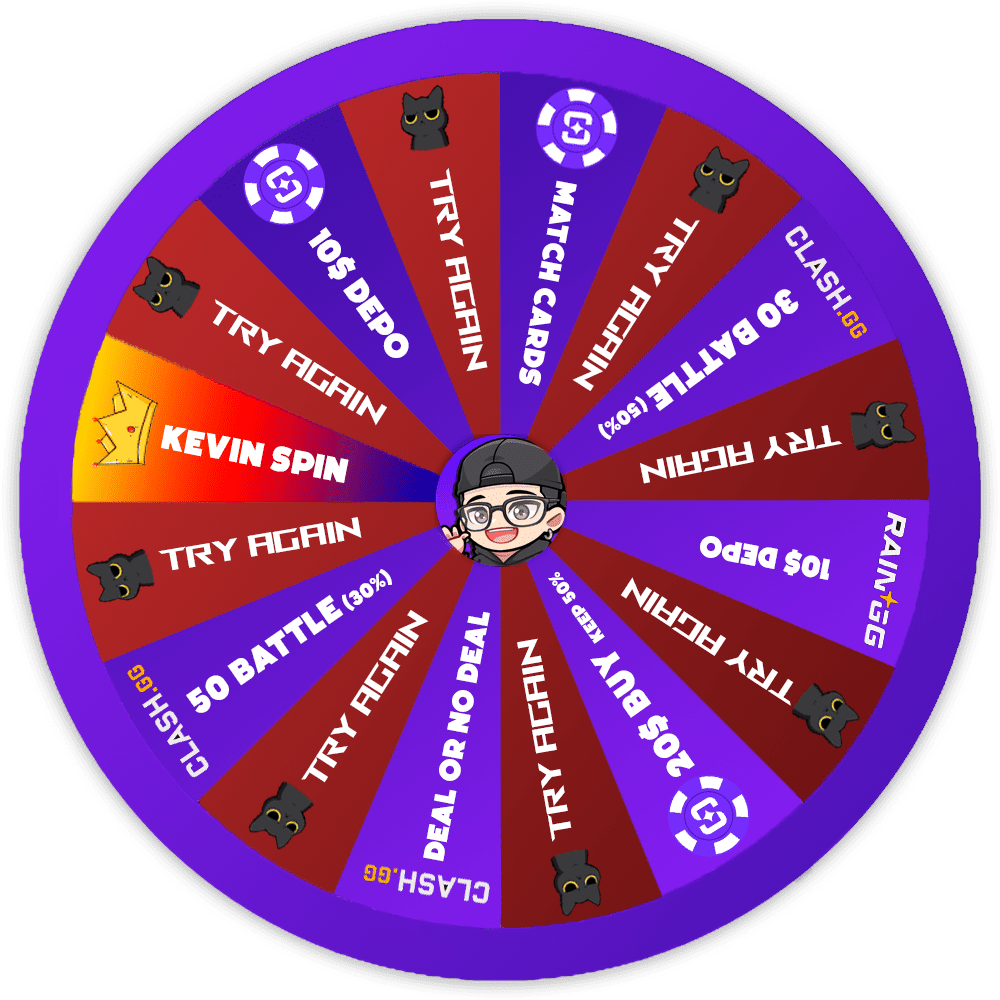 MATCH CARDS
TRY AGAIN
CLASH.GG
30 BATTLE (50%)
TRY AGAIN
RAIN GG
10$ DEPO
TRY AGAIN
20$ BUY KEEP 50%
TRY AGAIN
DEAL OR NO DEAL
CLASH.GG
TRY AGAIN
50 BATTLE (30%)
CLASH.GG
TRY AGAIN
KEVIN SPIN
TRY AGAIN
10$ DEPO
TRY AGAIN